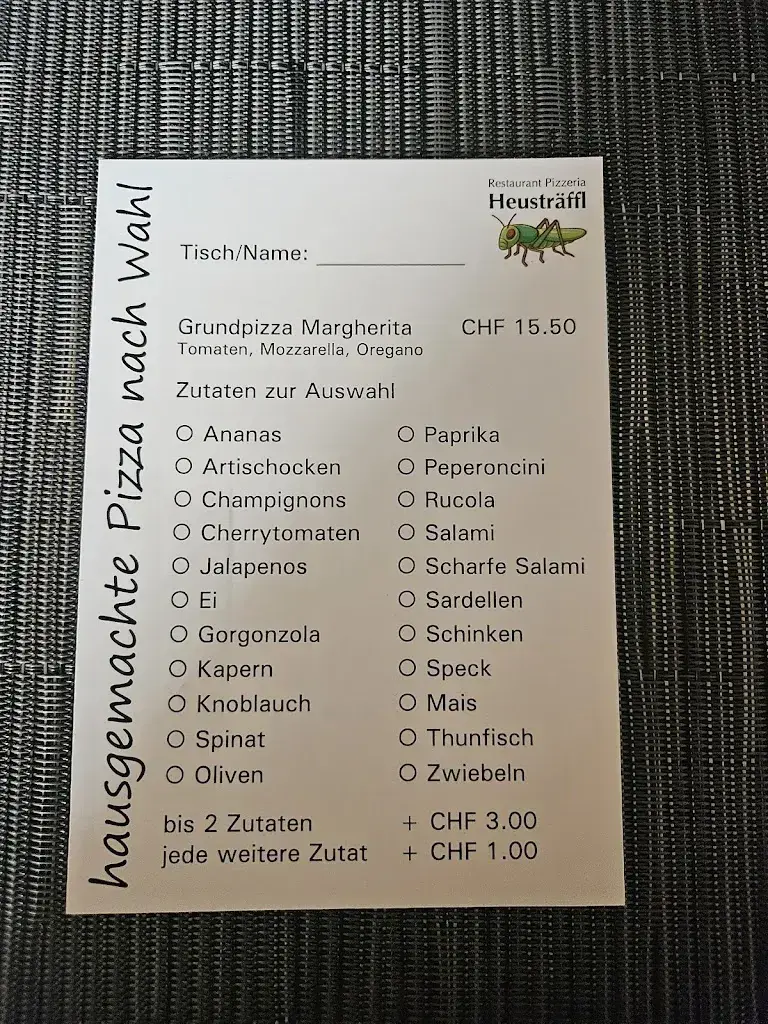 hausgemachte Pizza nach Wahl
Restaurant Pizzeria
Heusträffl
Tisch/Name:
Grundpizza Margherita CHF 15.50
Tomaten, Mozzarella, Oregano
Zutaten zur Auswahl
Ananas
Artischocken
Champignons
Cherrytomaten
Jalapenos
Ei
Gorgonzola
Kapern
Knoblauch
Spinat
Oliven
Paprika
Peperoncini
Rucola
Salami
Scharfe Salami
Sardellen
Schinken
Speck
Mais
Thunfisch
Zwiebeln
bis 2 Zutaten + CHF 3.00
jede weitere Zutat + CHF 1.00